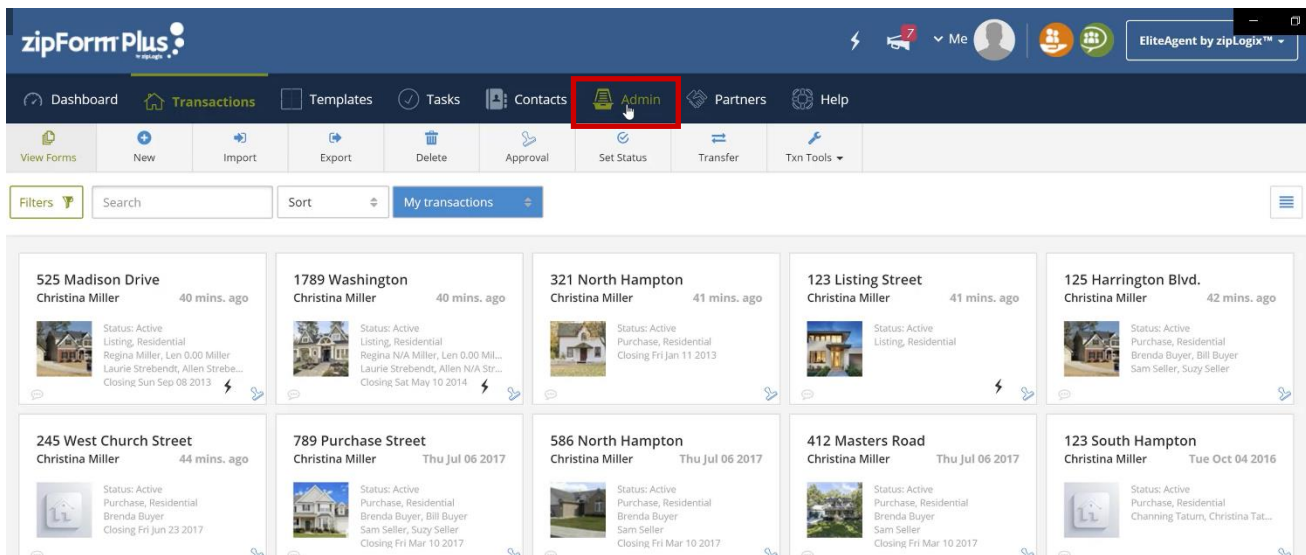 zipForm Plus
by zipLogix
7
Me
EliteAgent by zipLogix™
Dashboard
Transactions
Templates
Tasks
Contacts
Admin
Partners
Help
View Forms
New
Import
Export
Delete
Approval
Set Status
Transfer
Txn Tools
Filters
Search
Sort
My transactions
525 Madison Drive
Christina Miller 40 mins. ago
Status: Active
Listing, Residential
Regina Miller, Len 0.00 Miller
Laurie Strebendt, Allen Strebe...
Closing Sun Sep 08 2013
1789 Washington
Christina Miller 40 mins. ago
Status: Active
Listing, Residential
Regina N/A Miller, Len 0.00 Mil...
Laurie Strebendt, Allen N/A Str...
Closing Sat May 10 2014
321 North Hampton
Christina Miller 41 mins. ago
Status: Active
Purchase, Residential
Closing Fri Jan 11 2013
123 Listing Street
Christina Miller 41 mins. ago
Status: Active
Listing, Residential
125 Harrington Blvd.
Christina Miller 42 mins. ago
Status: Active
Purchase, Residential
Brenda Buyer, Bill Buyer
Sam Seller, Suzy Seller
245 West Church Street
Christina Miller 44 mins. ago
Status: Active
Purchase, Residential
Brenda Buyer
Closing Fri Jun 23 2017
789 Purchase Street
Christina Miller Thu Jul 06 2017
Status: Active
Purchase, Residential
Brenda Buyer, Bill Buyer
Sam Seller, Suzy Seller
Closing Fri Mar 10 2017
586 North Hampton
Christina Miller Thu Jul 06 2017
Status: Active
Purchase, Residential
Brenda Buyer
Sam Seller
Closing Fri Mar 10 2017
412 Masters Road
Christina Miller Thu Jul 06 2017
Status: Active
Purchase, Residential
Brenda Buyer
Sam Seller
Closing Fri Mar 10 2017
123 South Hampton
Christina Miller Tue Oct 04 2016
Status: Active
Purchase, Residential
Channing Tatum, Christina Tat...